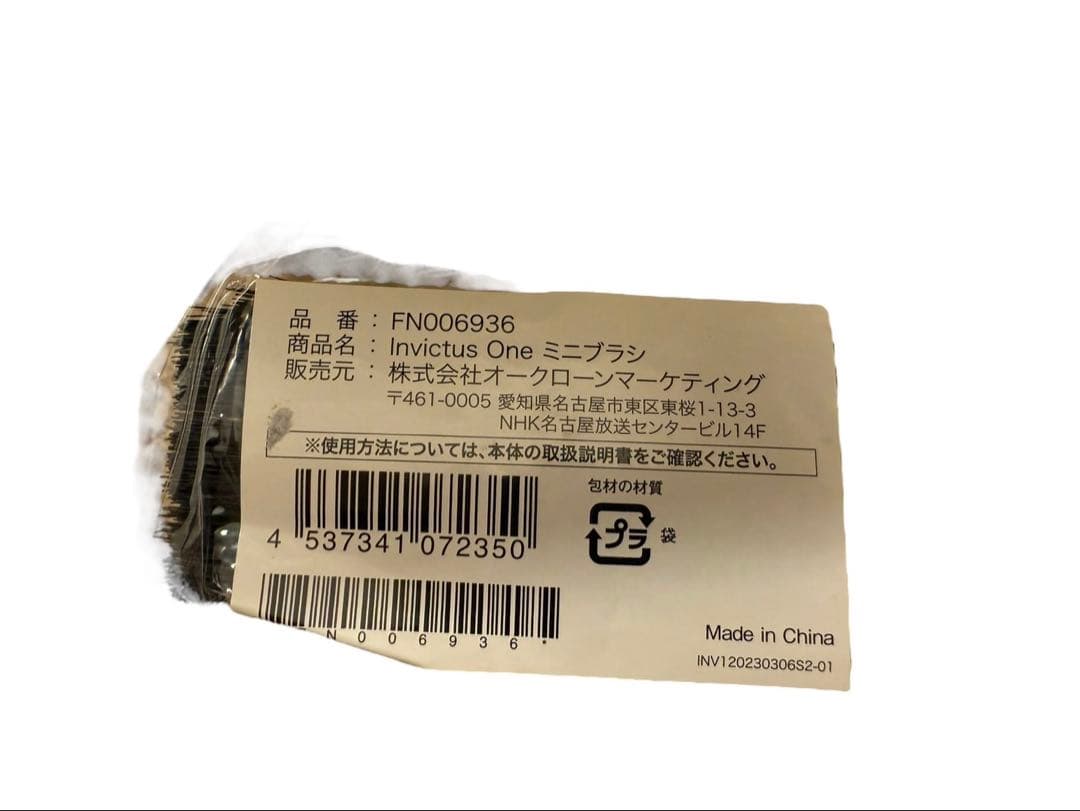 品 番 : FN006936
商品名 : Invictus One ミニブラシ
販売元 : 株式会社オークローンマーケティング
〒461-0005 愛知県名古屋市東区東桜1-13-3
NHK名古屋放送センタービル14F
※使用方法については、本体の取扱説明書をご確認ください。
包材の材質
プラ 袋
4 537341 072350
N006936*
Made in China
INV120230306S2-01